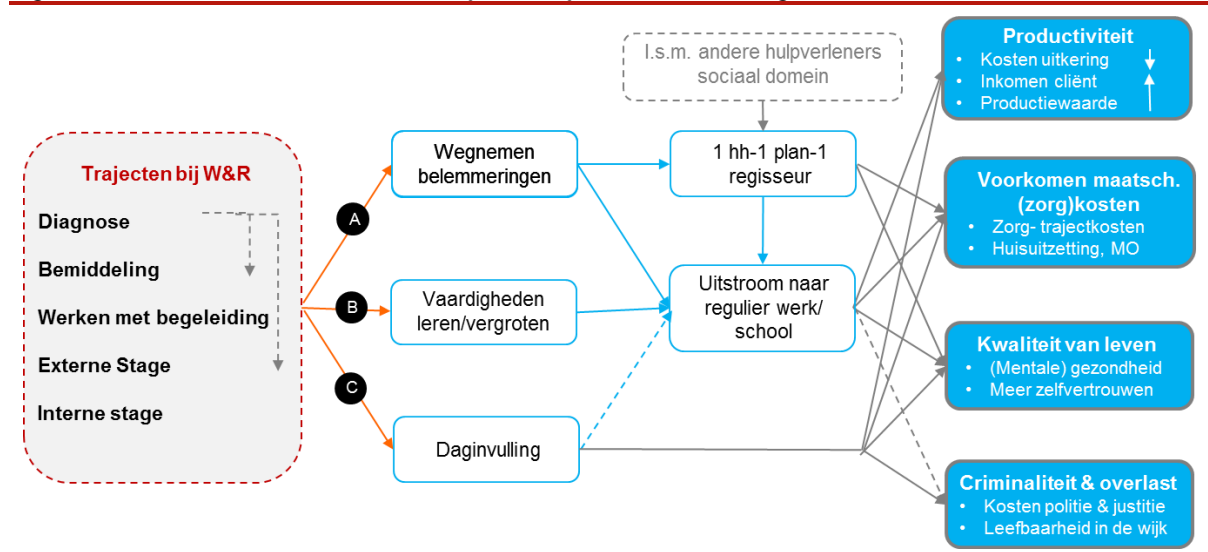 Trajecten bij W&R
Diagnose
Bemiddeling
Werken met begeleiding
Externe Stage
Interne stage
A
B
C
Wegnemen
belemmeringen
Vaardigheden
leren/vergroten
Daginvulling
I.s.m. andere hulpverleners
sociaal domein
1 hh-1 plan-1
regisseur
Uitstroom naar
regulier werk/
school
Productiviteit
• Kosten uitkering
• Inkomen cliënt
• Productiewaarde
Voorkomen maatsch.
(zorg)kosten
• Zorg- trajectkosten
• Huisuitzetting, MO
Kwaliteit van leven
• (Mentale) gezondheid
• Meer zelfvertrouwen
Criminaliteit & overlast
• Kosten politie & justitie
• Leefbaarheid in de wijk